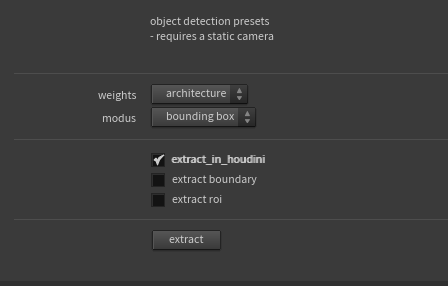 object detection presets
- requires a static camera
weights architecture
modus bounding box
extract_in_houdini
extract boundary
extract roi
extract